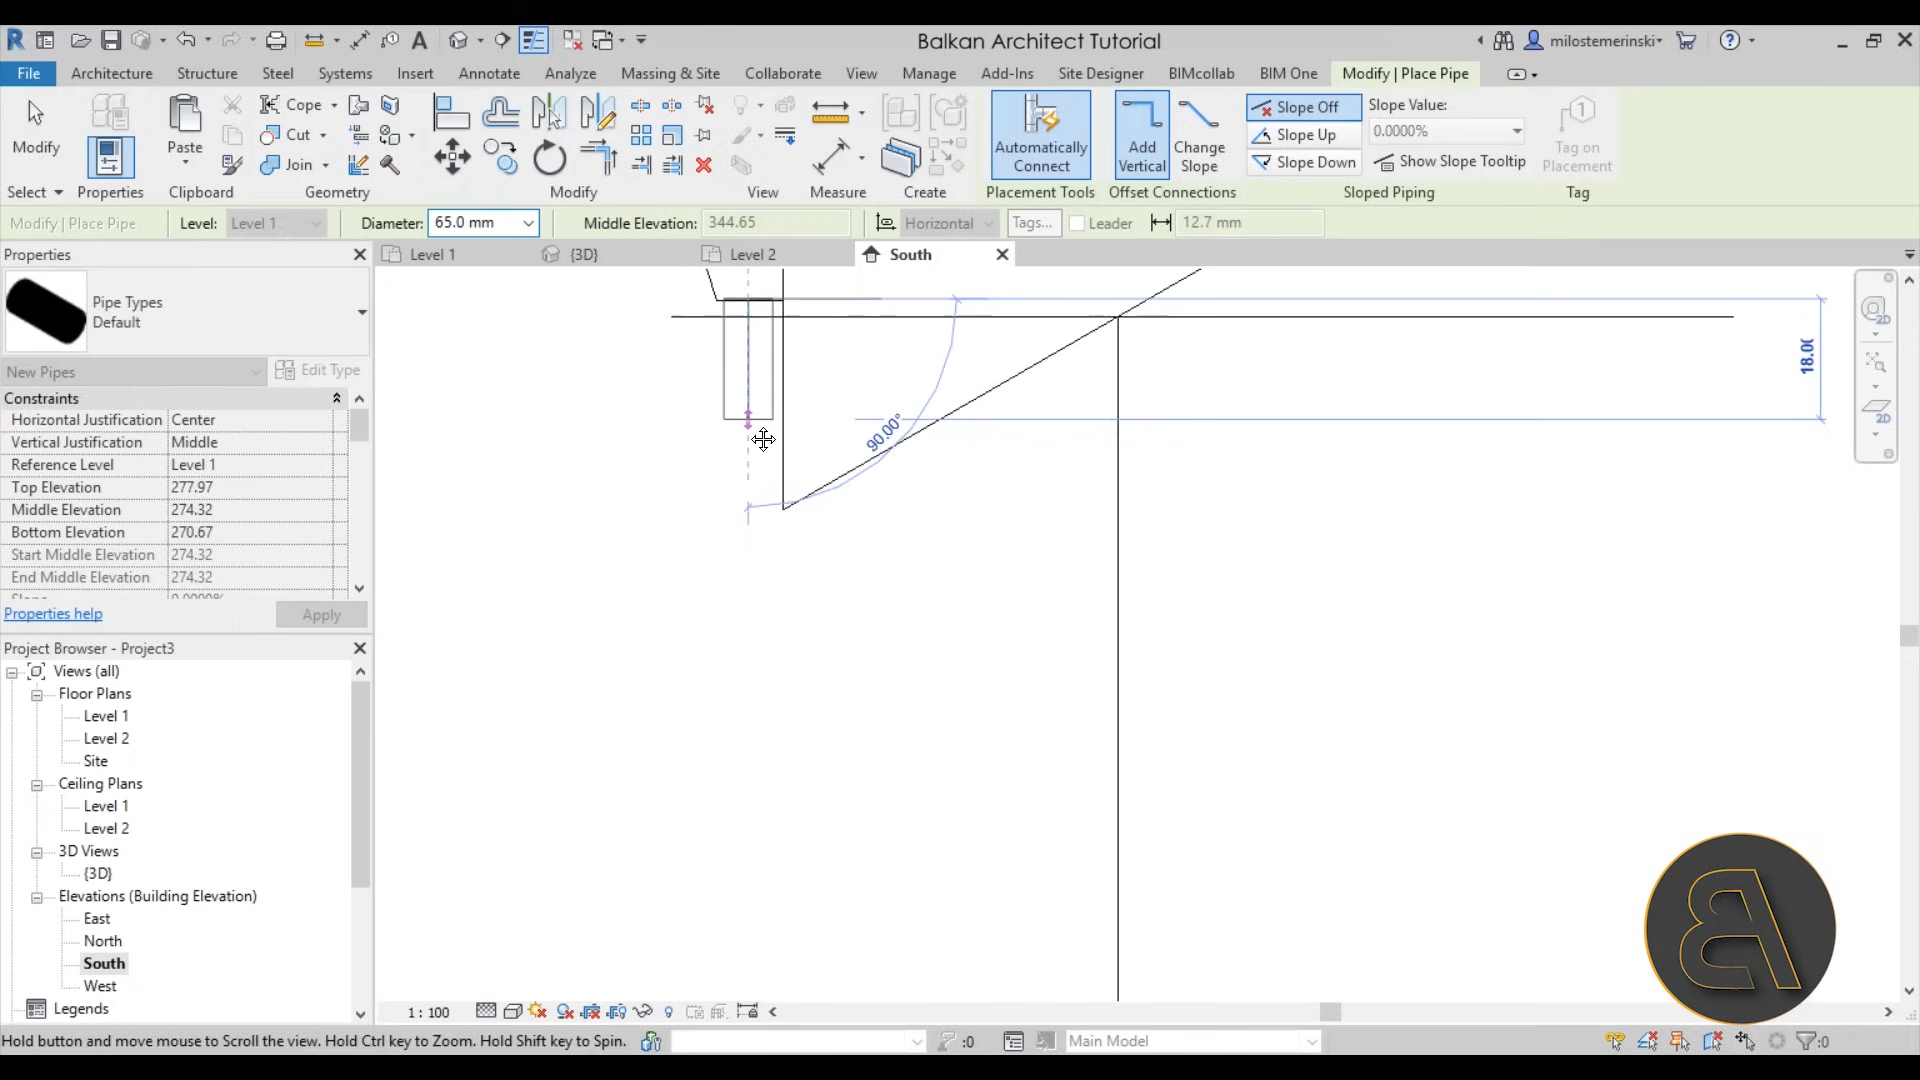 Balkan Architect Tutorial
milostemerinski
File Architecture Structure Steel Systems Insert Annotate Analyze Massing & Site Collaborate View Manage Add-Ins Site Designer BIMcollab BIM One Modify | Place Pipe
Modify
Select
Properties
Paste
Clipboard
Cope
Cut
Join
Geometry
Modify
View
Measure
Create
Automatically Connect
Placement Tools
Add Vertical
Change Slope
Offset Connections
Slope Off
Slope Up
Slope Down
Slope Value:
0.0000%
Show Slope Tooltip
Sloped Piping
Tag on Placement
Tag
Modify | Place Pipe Level: Level 1 Diameter: 65.0 mm Middle Elevation: 344.65 Horizontal Tags... Leader 12.7 mm
Properties
Level 1 {3D} Level 2 South
Pipe Types
Default
New Pipes Edit Type
Constraints
Horizontal Justification Center
Vertical Justification Middle
Reference Level Level 1
Top Elevation 277.97
Middle Elevation 274.32
Bottom Elevation 270.67
Start Middle Elevation 274.32
End Middle Elevation 274.32
Slope 0.0000%
Properties help Apply
90.00°
18.0
2D
2D
Project Browser - Project3
Views (all)
Floor Plans
Level 1
Level 2
Site
Ceiling Plans
Level 1
Level 2
3D Views
{3D}
Elevations (Building Elevation)
East
North
South
West
Legends
1 : 100
Hold button and move mouse to Scroll the view. Hold Ctrl key to Zoom. Hold Shift key to Spin. :0 Main Model :0